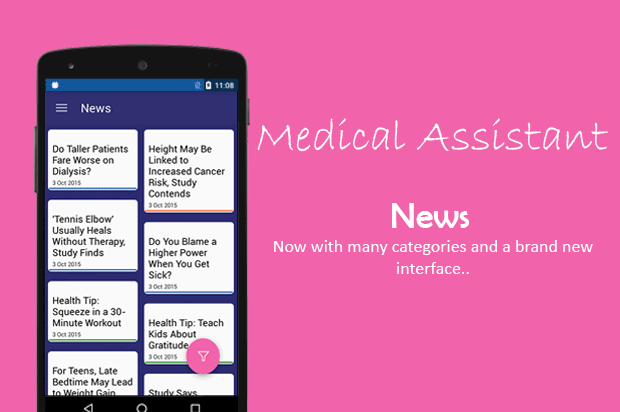 11:08
News
Do Taller Patients
Fare Worse on
Dialysis?
3 Oct 2015
'Tennis Elbow'
Usually Heals
Without Therapy,
Study Finds
3 Oct 2015
Health Tip:
Squeeze in a 30-
Minute Workout
3 Oct 2015
For Teens, Late
Bedtime May Lead
to Weight Gain
Height May Be
Linked to
Increased Cancer
Risk, Study
Contends
3 Oct 2015
Do You Blame a
Higher Power
When You Get
Sick?
3 Oct 2015
Health Tip: Teach
Kids About
Gratitude
3 Oct 2015
Study Says
Medical Assistant
News
Now with many categories and a brand new
interface..